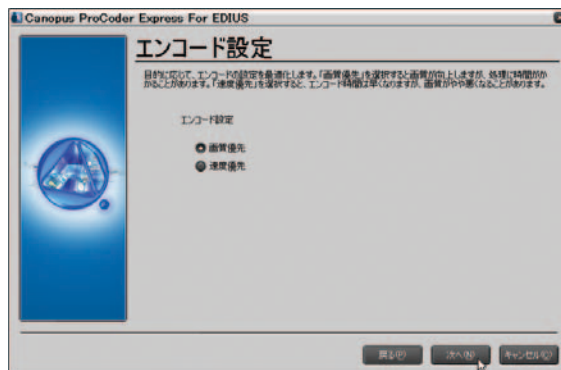 Canopus ProCoder Express For EDIUS
エンコード設定
目的に応じて、エンコードの設定を最適化します。「画質優先」を選択すると画質が向上しますが、処理に時間がか
かることがあります。「速度優先」を選択すると、エンコード時間は早くなりますが、画質がやや悪くなることがあります。
エンコード設定
画質優先
速度優先
戻る(P) 次へ(N) キャンセル(C)